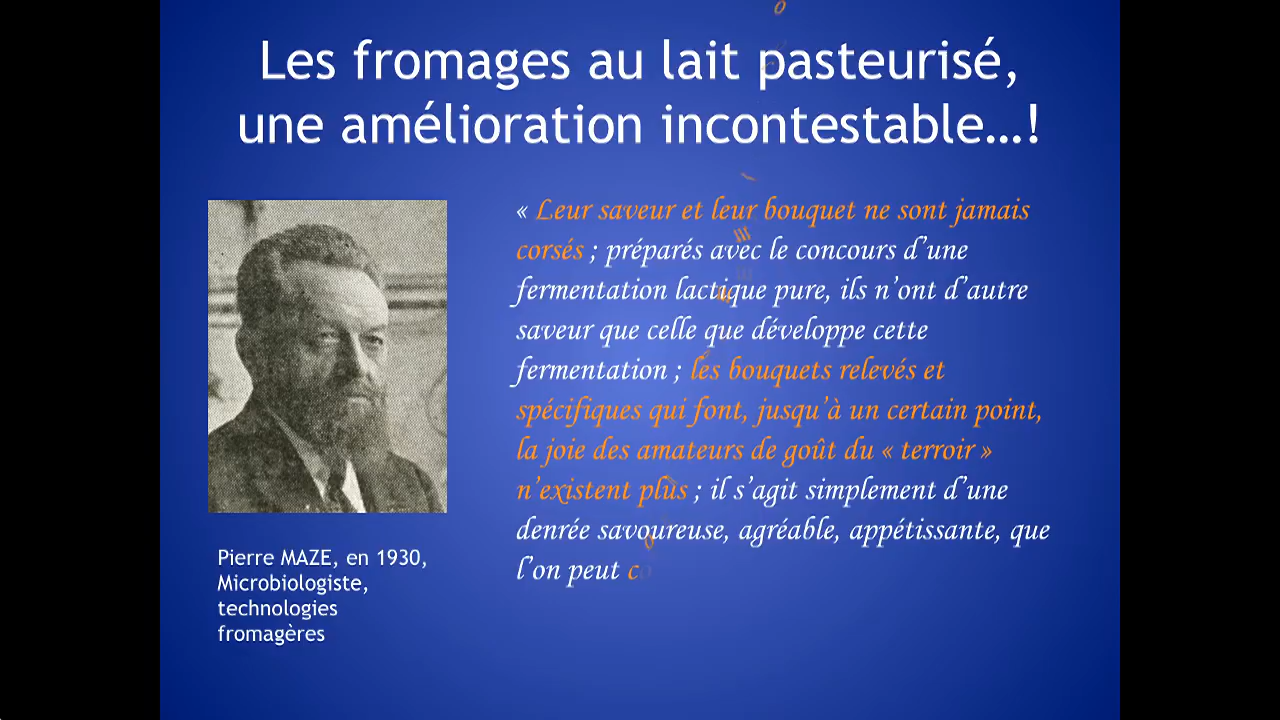 Les fromages au lait pasteurisé,
une amélioration incontestable…!
« Leur saveur et leur bouquet ne sont jamais
corsés ; préparés avec le concours d’une
fermentation lactique pure, ils n’ont d’autre
saveur que celle que développe cette
fermentation ; les bouquets relevés et
spécifiques qui font, jusqu’à un certain point,
la joie des amateurs de goût du « terroir »
n’existent plus ; il s’agit simplement d’une
denrée savoureuse, agréable, appétissante, que
l’on peut c
Pierre MAZE, en 1930,
Microbiologiste,
technologies
fromagères